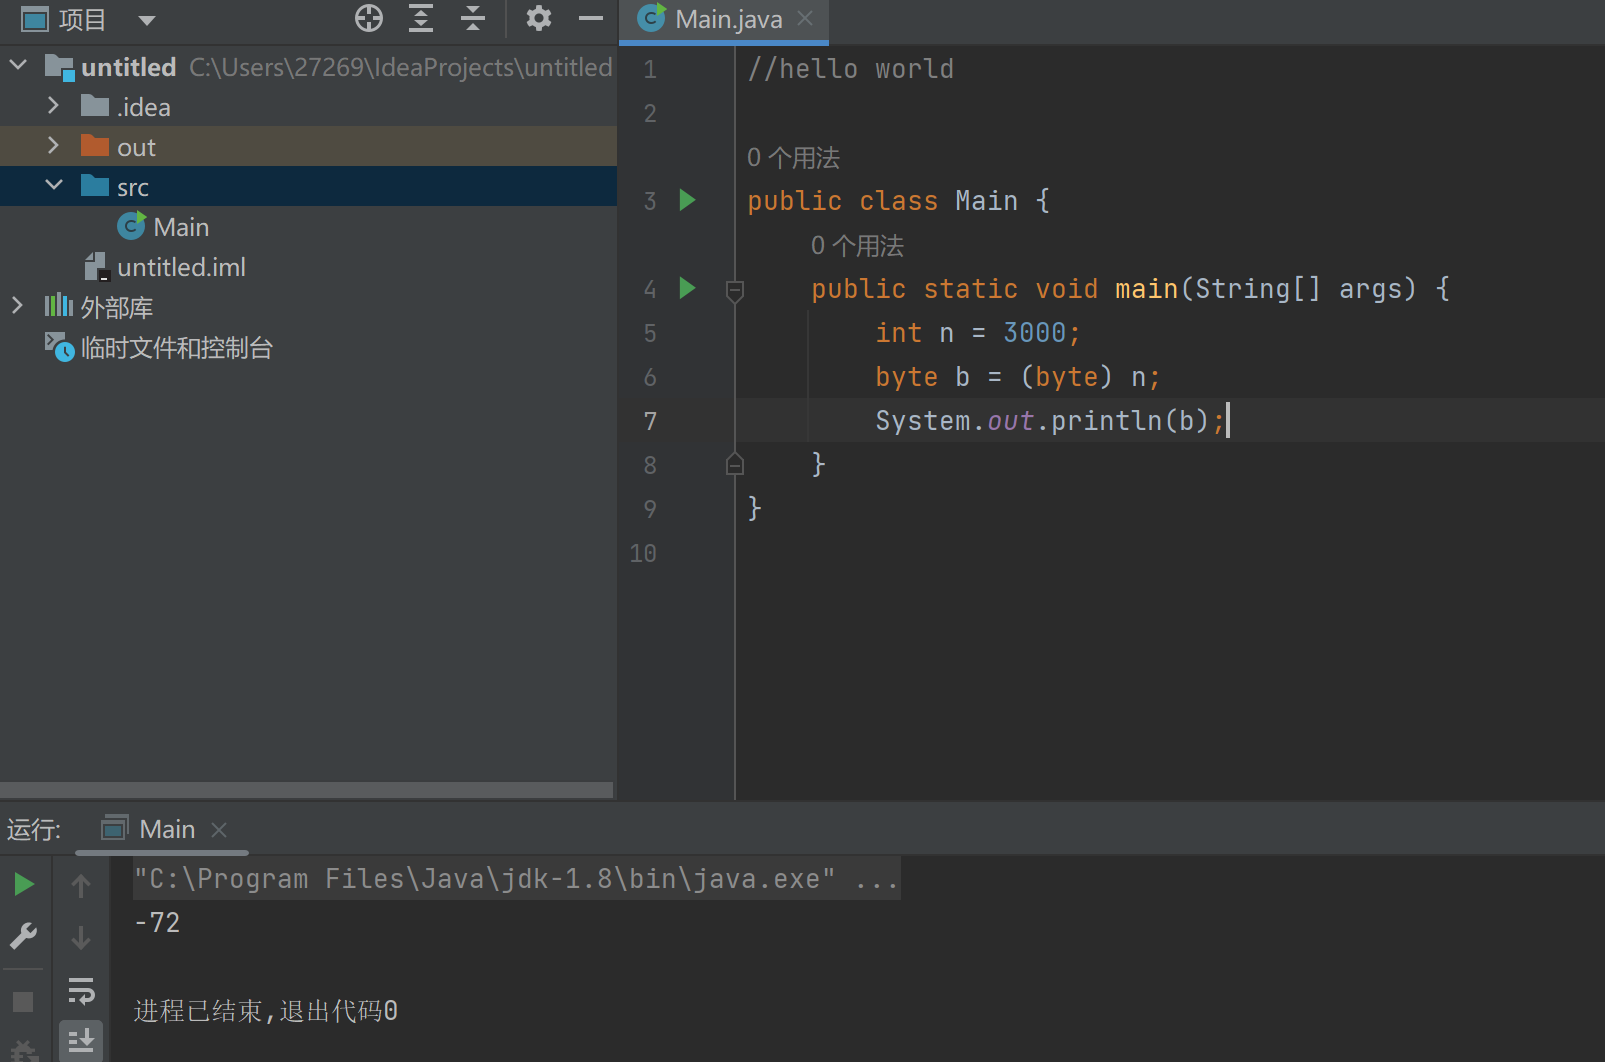 项目
Main.java
untitled C:\Users\27269\IdeaProjects\untitled
.idea
out
src
Main
untitled.iml
外部库
临时文件和控制台
1 //hello world
2
0 个用法
3 public class Main {
0 个用法
4 public static void main(String[] args) {
5 int n = 3000;
6 byte b = (byte) n;
7 System.out.println(b);
8 }
9 }
10
运行: Main
"C:\Program Files\Java\jdk-1.8\bin\java.exe" ...
-72
进程已结束,退出代码0